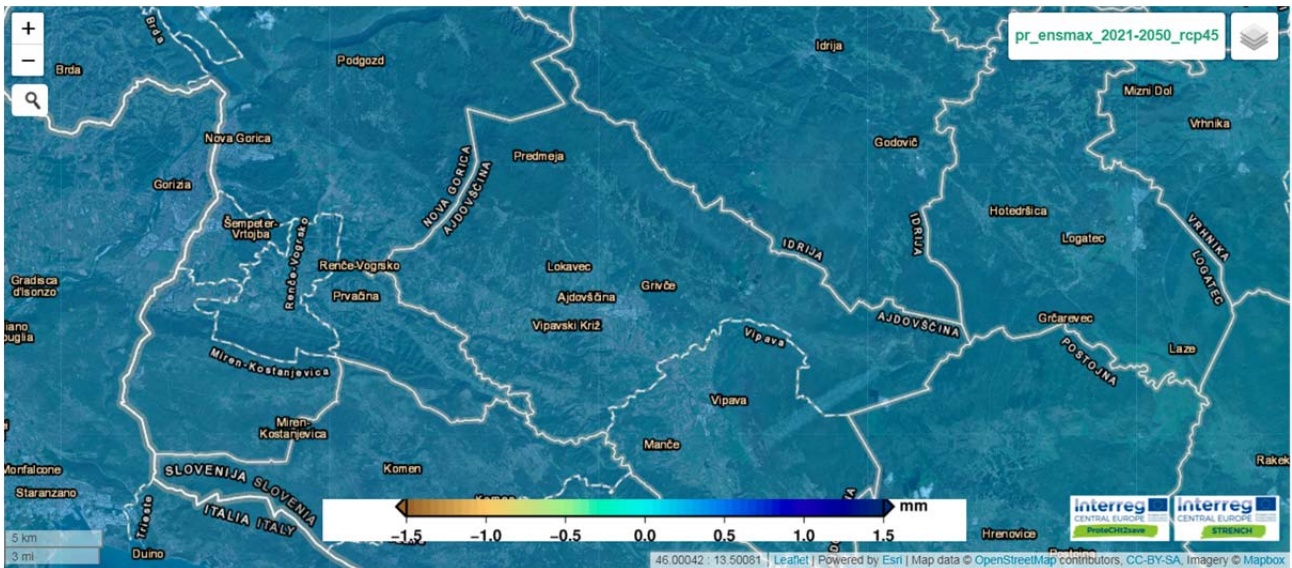 +
−
pr_ensmax_2021-2050_rcp45
Brda
Brda
Podgozd
Idrija
Mizni Dol
Vrhnika
Nova Gorica
Predmeja
Godovič
NOVA GORICA
AJDOVŠČINA
Gorizia
Hotedršica
IDRIJA
IDRIJA
VRHNIKA
LOGATEC
Šempeter-
Vrtojba
Renče-Vogrsko
Logatec
Renče-Vogrsko
Lokavec
Gradisca
d'Isonzo
Grivče
Prvačina
Ajdovščina
Vipavski Križ
AJDOVŠČINA
Grčarevec
Vipava
Laze
POSTOJNA
Miren-Kostanjevica
Vipava
Miren-
Kostanjevica
Manče
Monfalcone
Komen
SLOVENIJA SLOVENIA
Rakek
Staranzano
Trieste
ITALIA ITALY
mm
−1.5 −1.0 −0.5 0.0 0.5 1.0 1.5
Interreg
CENTRAL EUROPE
ProteCHt2save
Interreg
CENTRAL EUROPE
STRENCH
Hrenovice
5 km
3 mi
Duino
46.00042 : 13.50081 | Leaflet | Powered by Esri | Map data © OpenStreetMap contributors, CC-BY-SA, Imagery © Mapbox